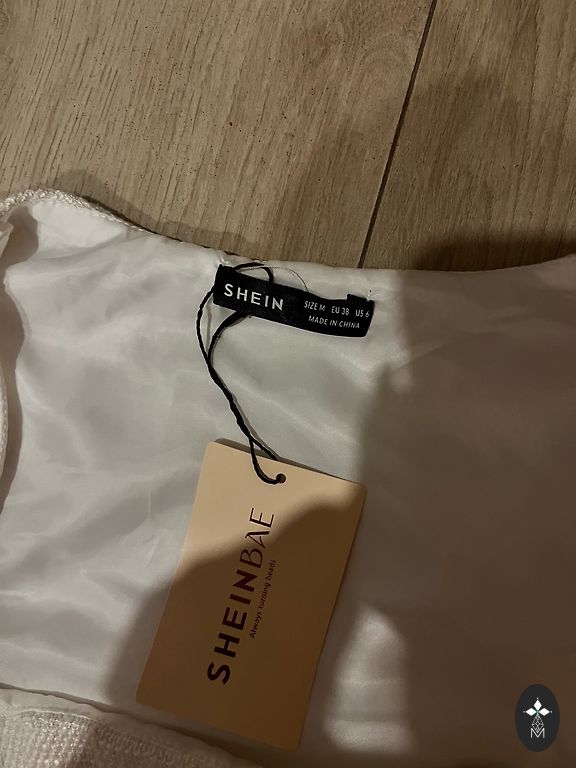 SHEIN
SIZE M EU 38 US 6
MADE IN CHINA
SHEINBAE
Always turning heads
M